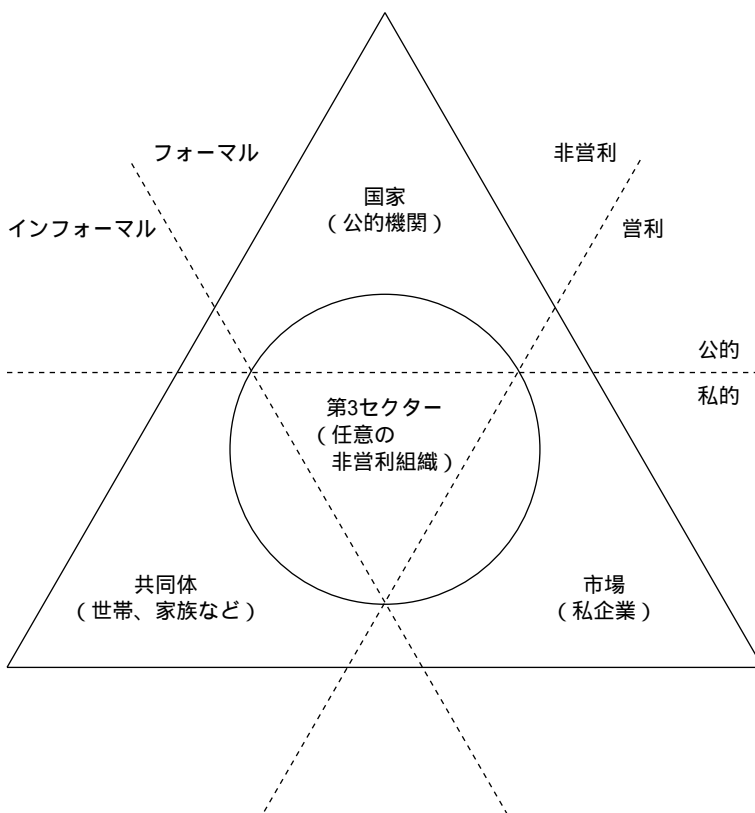 フォーマル
非営利
インフォーマル
国家
（公的機関）
営利
公的
私的
第3セクター
（任意の
非営利組織）
共同体
（世帯、家族など）
市場
（私企業）